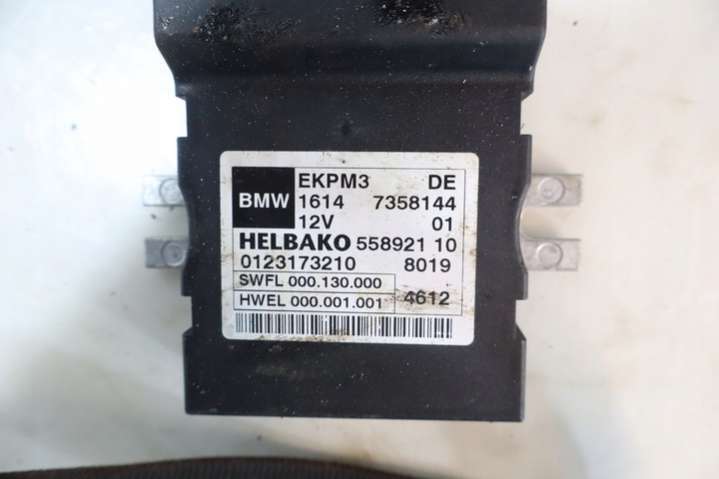 BMW EKPM3 DE
1614 7358144
12V 01
HELBAKO 558921 10
0123173210 8019
SWFL 000.130.000
HWEL 000.001.001 4612